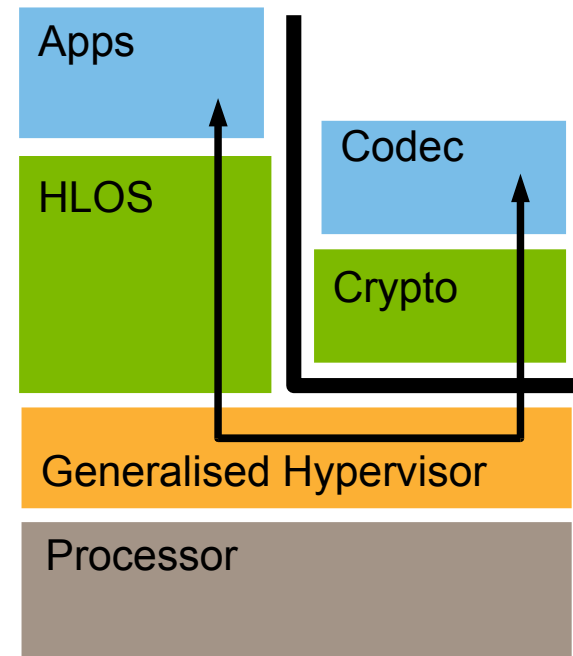 Apps
HLOS
Codec
Crypto
Generalised Hypervisor
Processor